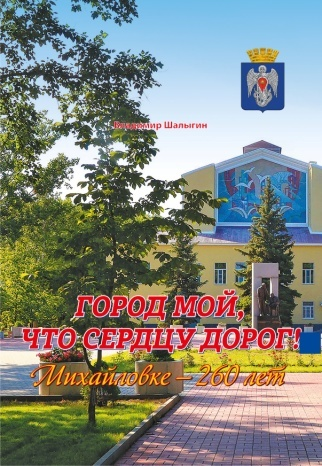 Владимир Шалыгин
ГОРОД МОЙ,
ЧТО СЕРДЦУ ДОРОГ!
Михайловке – 260 лет